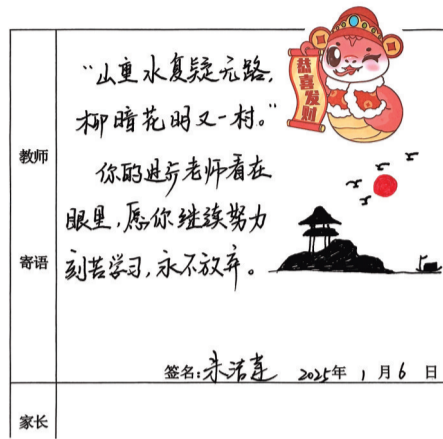 恭喜发财
教师
寄语
“山重水复疑无路，
柳暗花明又一村。”
你的进步老师看在
眼里，愿你继续努力
刻苦学习，永不放弃。
签名：朱洁莲 2025年 1月6日
家长